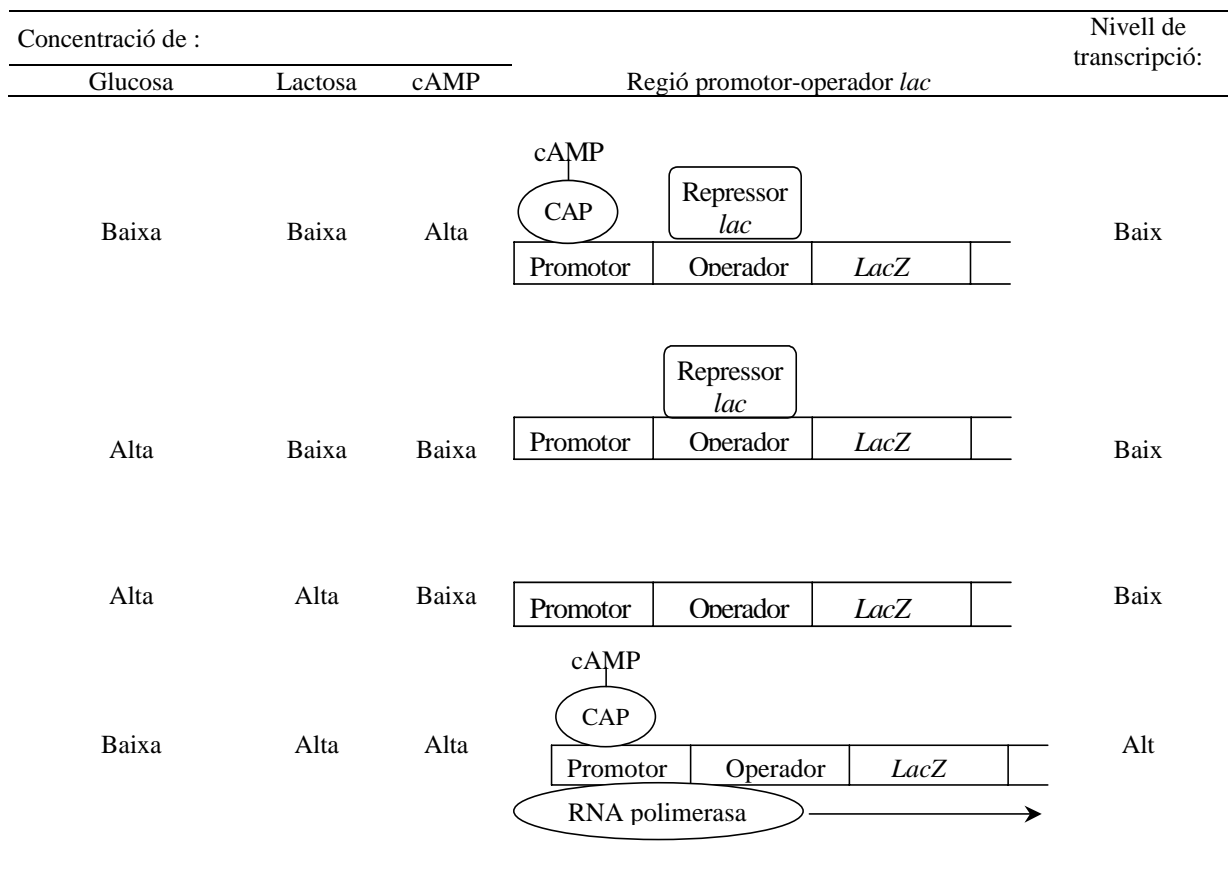 Concentració de :
Nivell de
transcripció:
Glucosa Lactosa cAMP Regió promotor-operador lac
cAMP
CAP
Repressor
lac
Baixa Baixa Alta Baix
Promotor Operador LacZ
Repressor
lac
Alta Baixa Baixa Promotor Operador LacZ Baix
Alta Alta Baixa Promotor Operador LacZ Baix
cAMP
CAP
Baixa Alta Alta Alt
Promotor Operador LacZ
RNA polimerasa